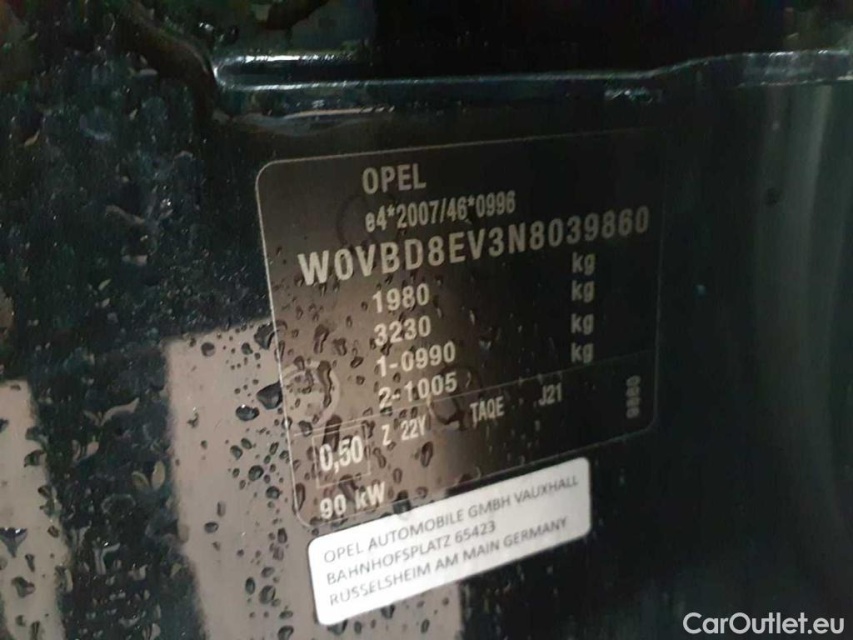 OPEL
e4*2007/46*0996
W0VBD8EV3N8039860
1980 kg
3230 kg
1-0990 kg
2-1005 kg
0,50 Z 22Y TAQE J21
90 kW
OPEL AUTOMOBILE GMBH VAUXHALL
BAHNHOFSPLATZ 65423
RÜSSELSHEIM AM MAIN GERMANY
CarOutlet.eu